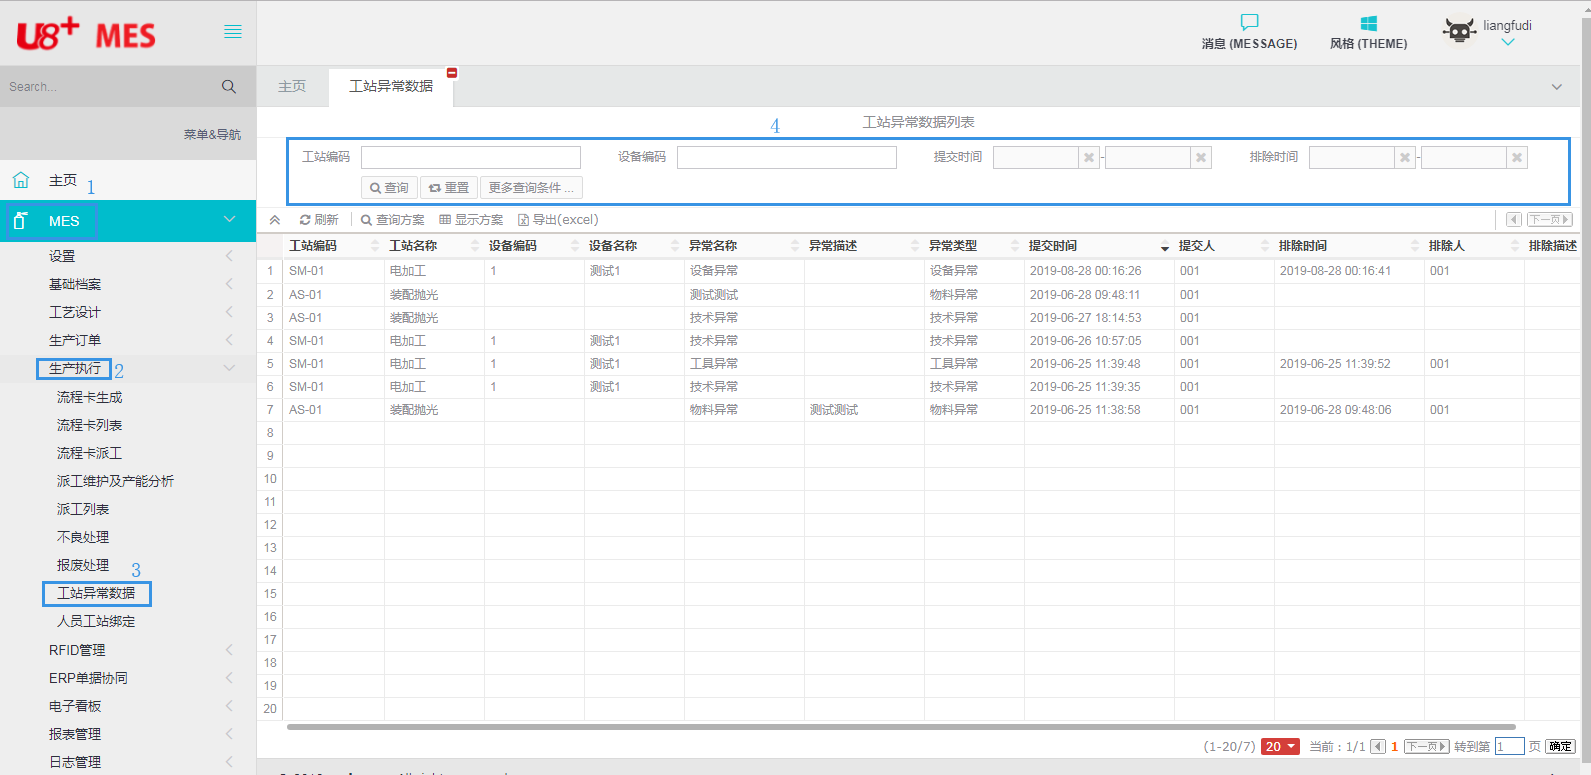 U8+ MES
消息 (MESSAGE)
风格 (THEME)
liangfudi
Search...
菜单&导航
主页 1
MES
设置
基础档案
工艺设计
生产订单
生产执行 2
流程卡生成
流程卡列表
流程卡派工
派工维护及产能分析
派工列表
不良处理
报废处理
3
工站异常数据
人员工站绑定
RFID管理
ERP单据协同
电子看板
报表管理
日志管理
主页 工站异常数据
4 工站异常数据列表
工站编码 设备编码 提交时间 - 排除时间 -
查询 重置 更多查询条件 ...
刷新 查询方案 显示方案 导出(excel) 下一页
工站编码 工站名称 设备编码 设备名称 异常名称 异常描述 异常类型 提交时间 提交人 排除时间 排除人 排除描述
1 SM-01 电加工 1 测试1 设备异常 设备异常 2019-08-28 00:16:26 001 2019-08-28 00:16:41 001
2 AS-01 装配抛光 测试测试 物料异常 2019-06-28 09:48:11 001
3 AS-01 装配抛光 技术异常 技术异常 2019-06-27 18:14:53 001
4 SM-01 电加工 1 测试1 技术异常 技术异常 2019-06-26 10:57:05 001
5 SM-01 电加工 1 测试1 工具异常 工具异常 2019-06-25 11:39:48 001 2019-06-25 11:39:52 001
6 SM-01 电加工 1 测试1 技术异常 技术异常 2019-06-25 11:39:35 001
7 AS-01 装配抛光 物料异常 测试测试 物料异常 2019-06-25 11:38:58 001 2019-06-28 09:48:06 001
8
9
10
11
12
13
14
15
16
17
18
19
20
(1-20/7) 20 当前：1/1 1 下一页 转到第 1 页 确定